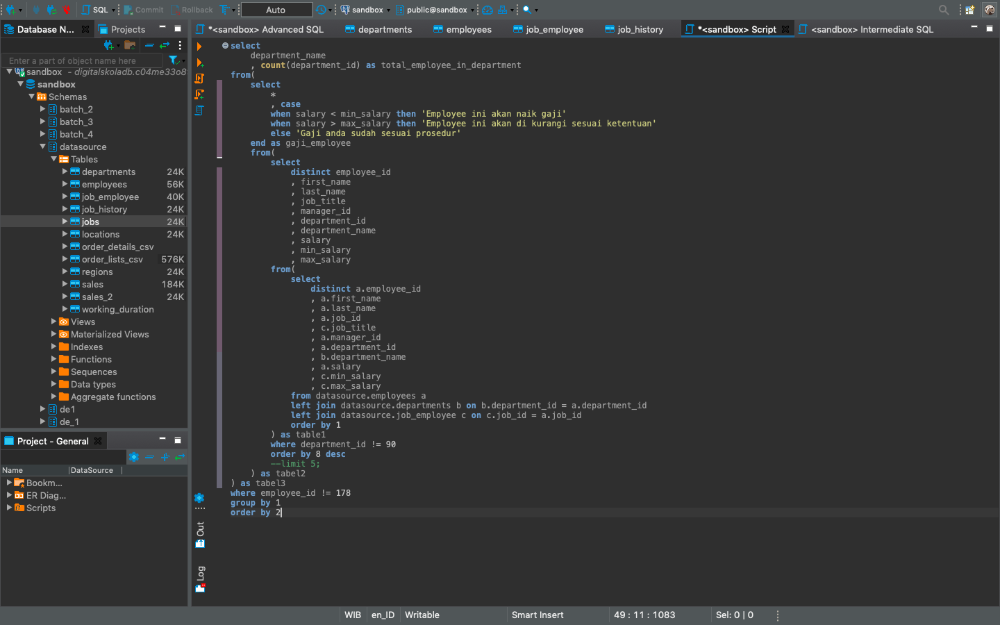 SQL
Commit
Rollback
T
Auto
sandbox
public@sandbox
Database N...
Projects
*<sandbox> Advanced SQL
departments
employees
job_employee
job_history
*<sandbox> Script
<sandbox> Intermediate SQL
Enter a part of object name here
sandbox - digitalskoladb.c04me33o8
sandbox
Schemas
batch_2
batch_3
batch_4
datasource
Tables
departments 24K
employees 56K
job_employee 40K
job_history 24K
jobs 24K
locations 24K
order_details_csv
order_lists_csv 576K
regions 24K
sales 184K
sales_2 24K
working_duration
Views
Materialized Views
Indexes
Functions
Sequences
Data types
Aggregate functions
de1
de_1
Project - General
Name DataSource
Bookm...
ER Diag...
Scripts
select
department_name
, count(department_id) as total_employee_in_department
from(
select
*
, case
when salary < min_salary then 'Employee ini akan naik gaji'
when salary > max_salary then 'Employee ini akan di kurangi sesuai ketentuan'
else 'Gaji anda sudah sesuai prosedur'
end as gaji_employee
from(
select
distinct employee_id
, first_name
, last_name
, job_title
, manager_id
, department_id
, department_name
, salary
, min_salary
, max_salary
from(
select
distinct a.employee_id
, a.first_name
, a.last_name
, a.job_id
, c.job_title
, a.manager_id
, a.department_id
, b.department_name
, a.salary
, c.min_salary
, c.max_salary
from datasource.employees a
left join datasource.departments b on b.department_id = a.department_id
left join datasource.job_employee c on c.job_id = a.job_id
order by 1
) as table1
where department_id != 90
order by 8 desc
--limit 5;
) as tabel2
) as tabel3
where employee_id != 178
group by 1
order by 2
Out
Log
WIB
en_ID
Writable
Smart Insert
49 : 11 : 1083
Sel: 0 | 0